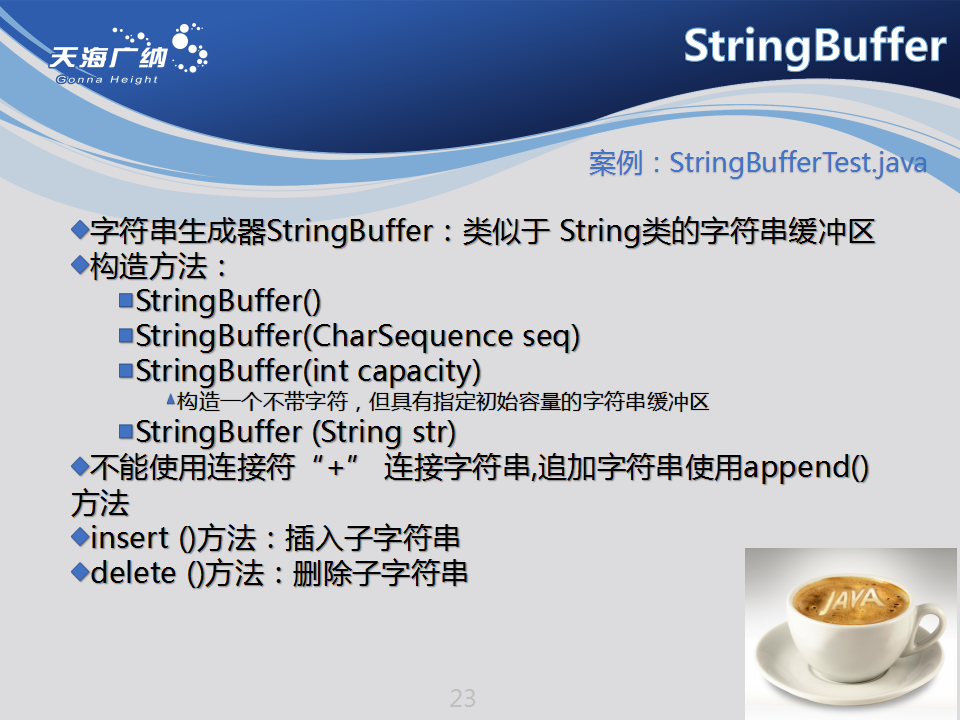 天海广纳
Gonna Height
StringBuffer
案例：StringBufferTest.java
字符串生成器StringBuffer：类似于 String类的字符串缓冲区
构造方法：
StringBuffer()
StringBuffer(CharSequence seq)
StringBuffer(int capacity)
构造一个不带字符，但具有指定初始容量的字符串缓冲区
StringBuffer (String str)
不能使用连接符“+” 连接字符串,追加字符串使用append()
方法
insert ()方法：插入子字符串
delete ()方法：删除子字符串
JAVA
23